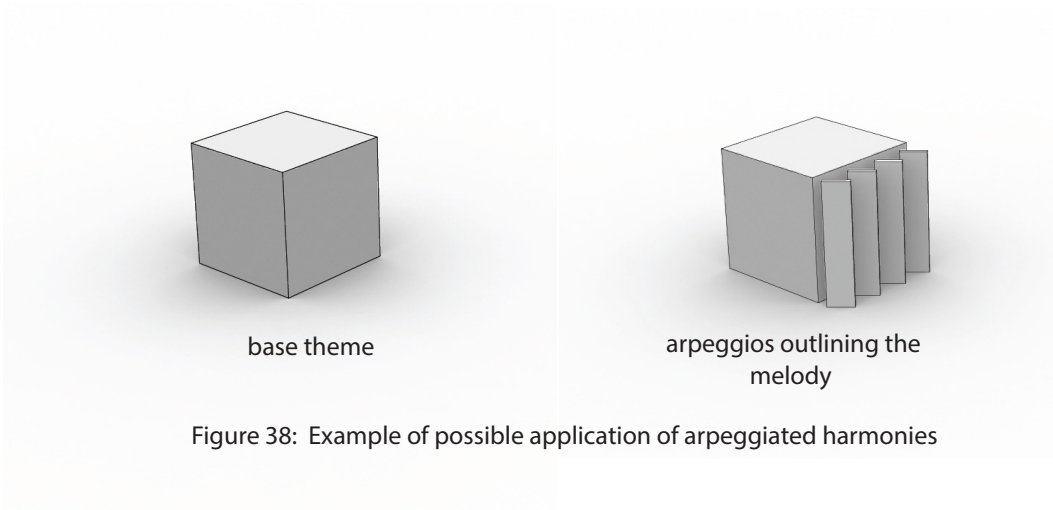 base theme
arpeggios outlining the
melody
Figure 38: Example of possible application of arpeggiated harmonies